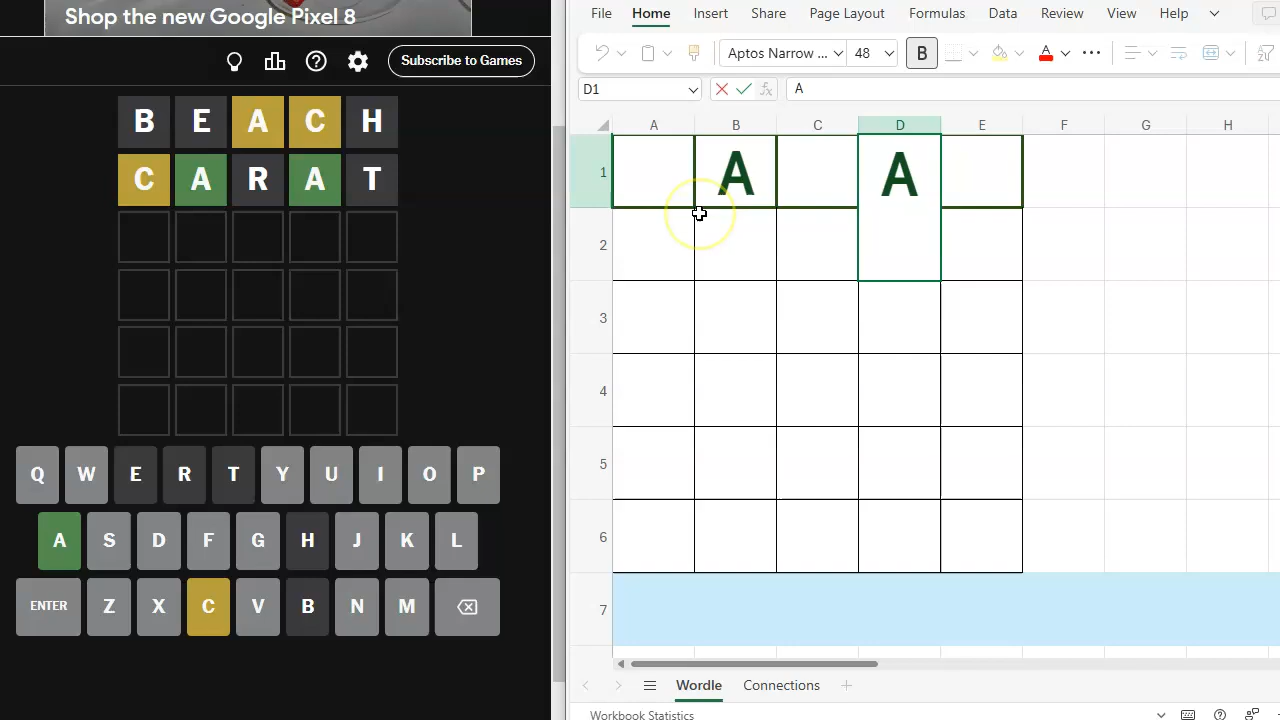 Shop the new Google Pixel 8
Subscribe to Games
B E A C H
C A R A T
Q W E R T Y U I O P
A S D F G H J K L
ENTER Z X C V B N M
File Home Insert Share Page Layout Formulas Data Review View Help
Aptos Narrow ... 48 B A
D1 fx A
A B C D E F G H
1 A A
2
3
4
5
6
7
Wordle Connections
Workbook Statistics